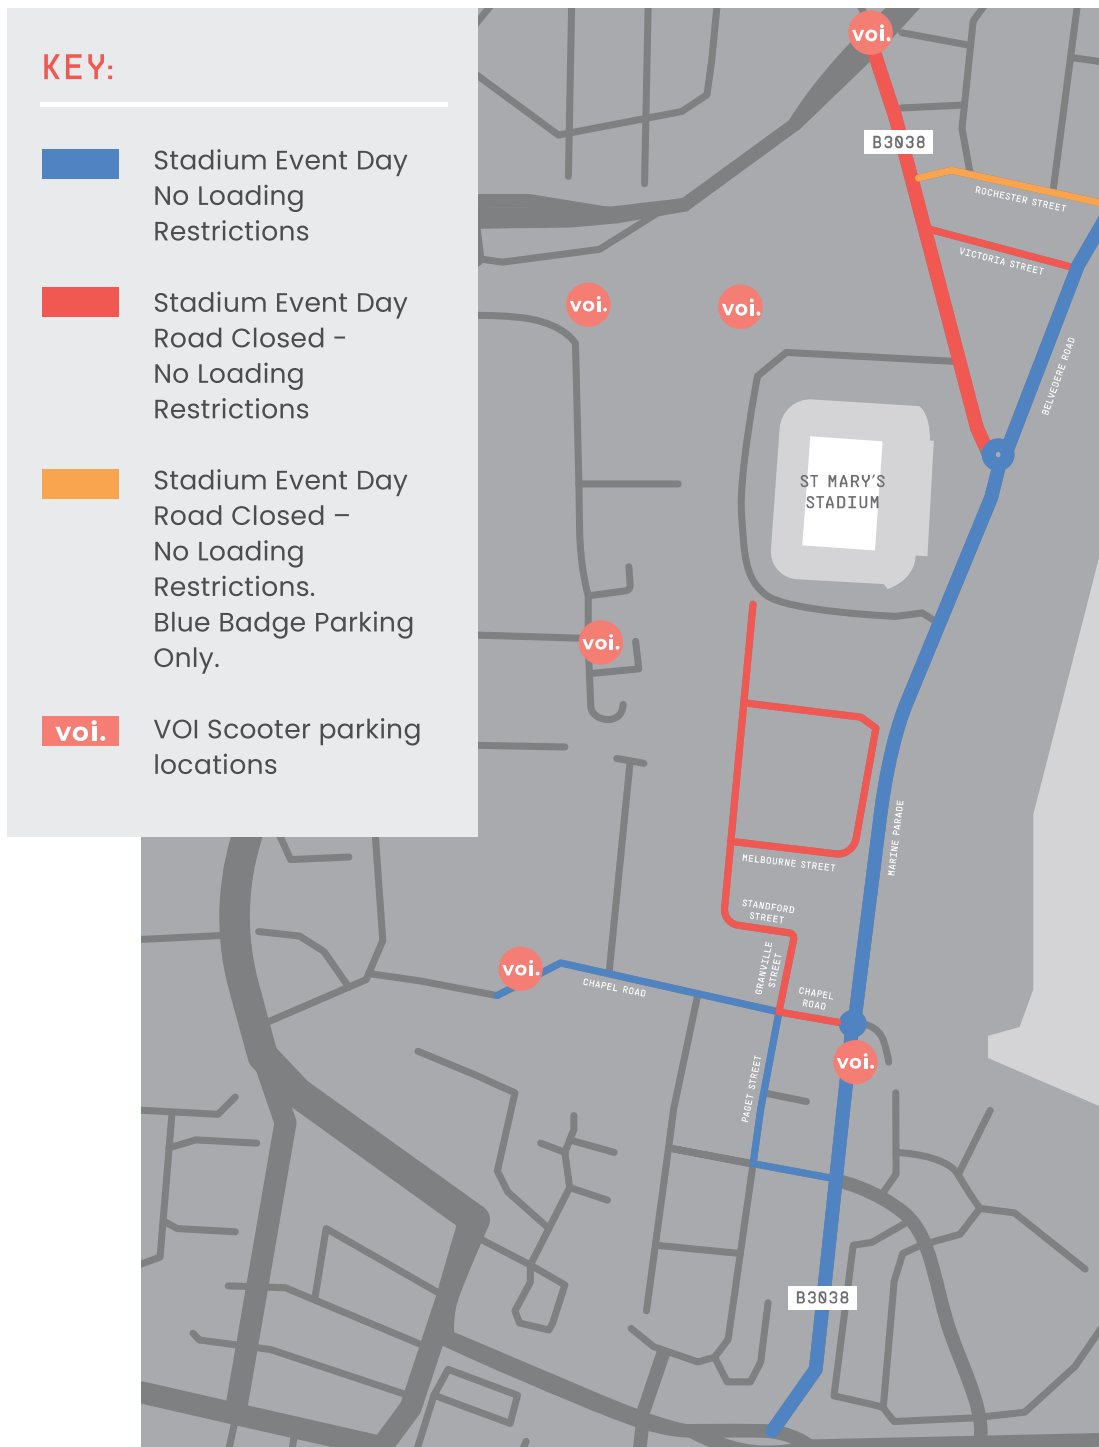 KEY:
Stadium Event Day
No Loading
Restrictions
Stadium Event Day
Road Closed -
No Loading
Restrictions
Stadium Event Day
Road Closed –
No Loading
Restrictions.
Blue Badge Parking
Only.
voi.
VOI Scooter parking
locations
voi.
B3038
ROCHESTER STREET
VICTORIA STREET
voi.
voi.
BELVEDERE ROAD
ST MARY'S
STADIUM
voi.
MARINE PARADE
MELBOURNE STREET
STANDFORD
STREET
GRANVILLE
STREET
voi.
CHAPEL ROAD
CHAPEL
ROAD
voi.
PAGET STREET
B3038